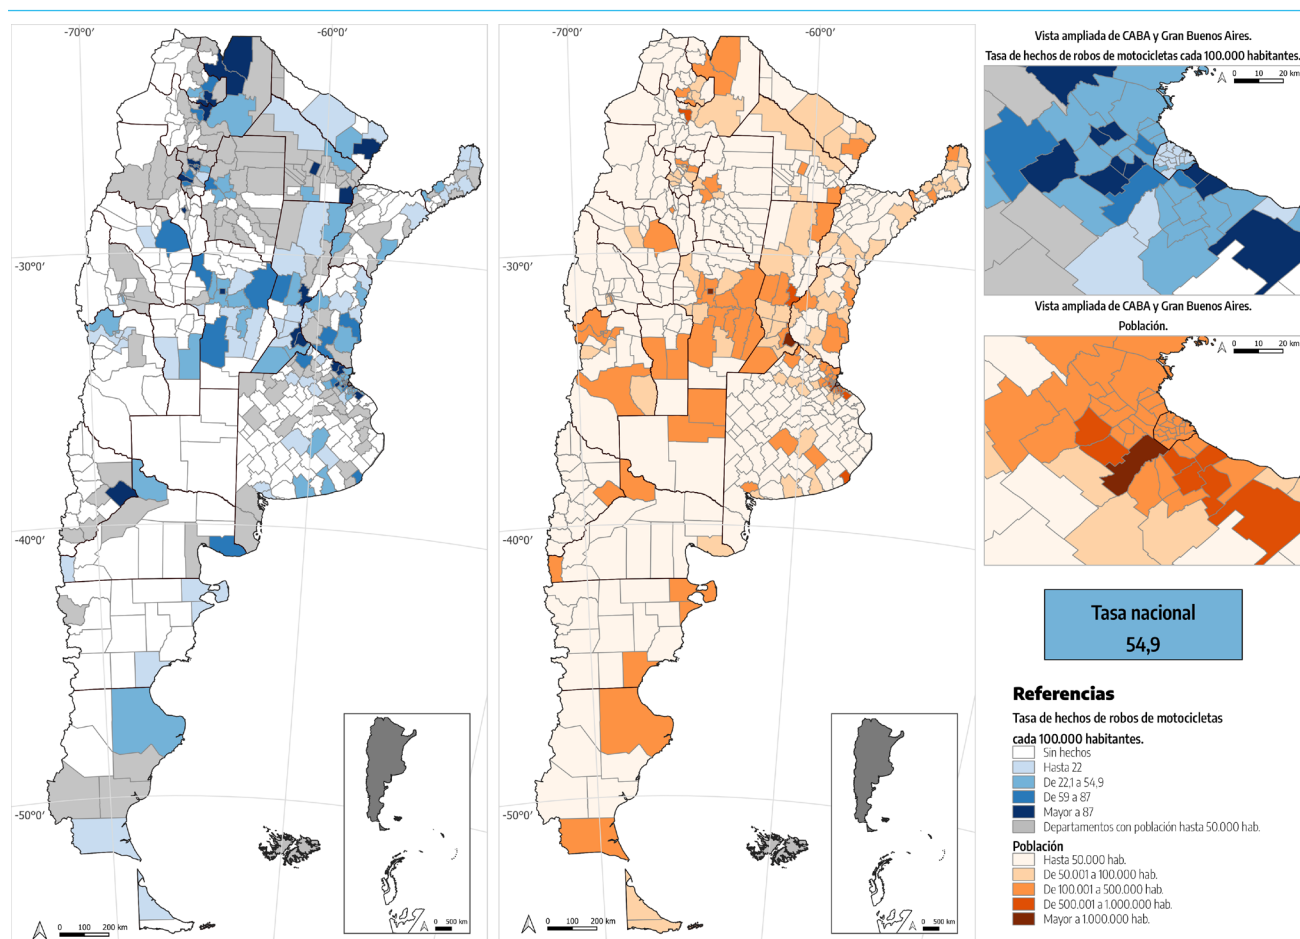 -70°0'
-60°0'
-30°0'
-40°0'
-50°0'
0 100 200 km
0 500 km
-70°0'
-60°0'
0 100 200 km
0 500 km
Vista ampliada de CABA y Gran Buenos Aires.
Tasa de hechos de robos de motocicletas cada 100.000 habitantes.
0 10 20 km
Vista ampliada de CABA y Gran Buenos Aires.
Población.
0 10 20 km
Tasa nacional
54,9
Referencias
Tasa de hechos de robos de motocicletas
cada 100.000 habitantes.
Sin hechos
Hasta 22
De 22,1 a 54,9
De 59 a 87
Mayor a 87
Departamentos con población hasta 50.000 hab.
Población
Hasta 50.000 hab.
De 50.001 a 100.000 hab.
De 100.001 a 500.000 hab.
De 500.001 a 1.000.000 hab.
Mayor a 1.000.000 hab.